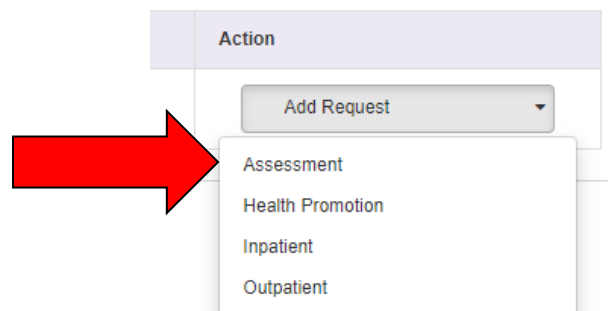 Action
Add Request
Assessment
Health Promotion
Inpatient
Outpatient